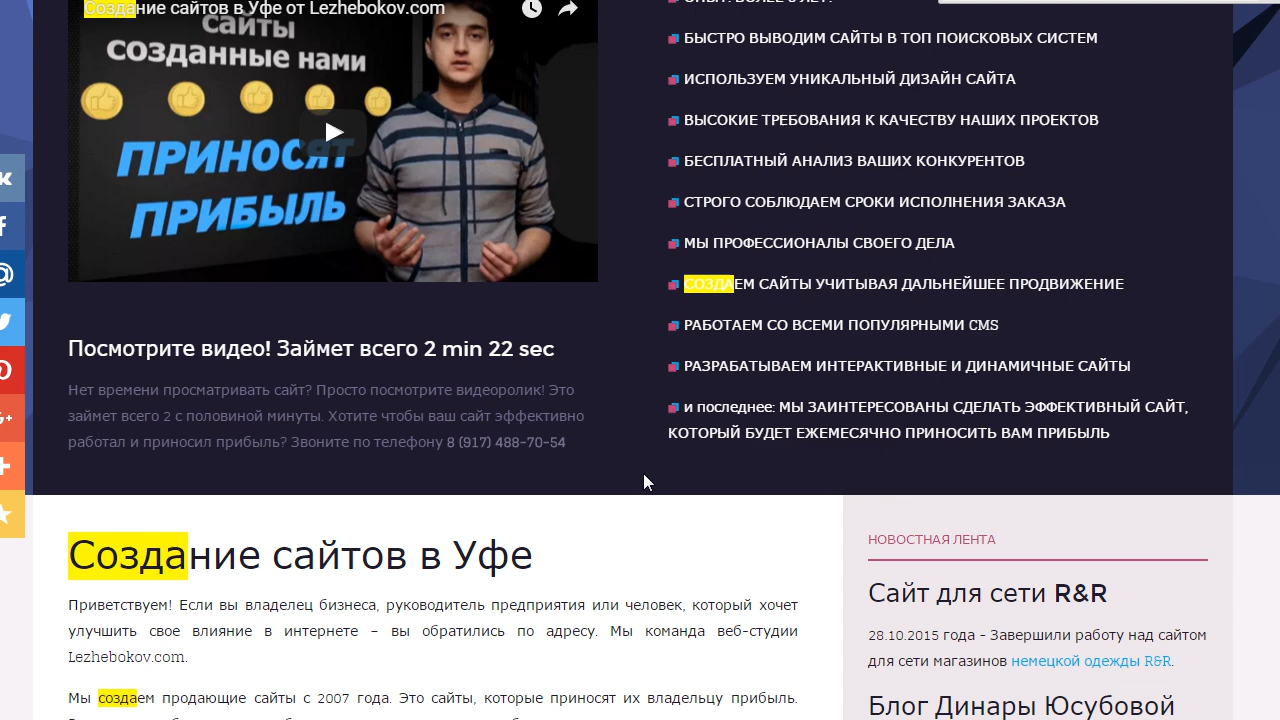 Создание сайтов в Уфе от Lezhebokov.com
сайты
созданные нами
ПРИНОСЯТ
ПРИБЫЛЬ
Посмотрите видео! Займет всего 2 min 22 sec
Нет времени просматривать сайт? Просто посмотрите видеоролик! Это
займет всего 2 с половиной минуты. Хотите чтобы ваш сайт эффективно
работал и приносил прибыль? Звоните по телефону 8 (917) 488-70-54
БЫСТРО ВЫВОДИМ САЙТЫ В ТОП ПОИСКОВЫХ СИСТЕМ
ИСПОЛЬЗУЕМ УНИКАЛЬНЫЙ ДИЗАЙН САЙТА
ВЫСОКИЕ ТРЕБОВАНИЯ К КАЧЕСТВУ НАШИХ ПРОЕКТОВ
БЕСПЛАТНЫЙ АНАЛИЗ ВАШИХ КОНКУРЕНТОВ
СТРОГО СОБЛЮДАЕМ СРОКИ ИСПОЛНЕНИЯ ЗАКАЗА
МЫ ПРОФЕССИОНАЛЫ СВОЕГО ДЕЛА
СОЗДАЕМ САЙТЫ УЧИТЫВАЯ ДАЛЬНЕЙШЕЕ ПРОДВИЖЕНИЕ
РАБОТАЕМ СО ВСЕМИ ПОПУЛЯРНЫМИ CMS
РАЗРАБАТЫВАЕМ ИНТЕРАКТИВНЫЕ И ДИНАМИЧНЫЕ САЙТЫ
и последнее: МЫ ЗАИНТЕРЕСОВАНЫ СДЕЛАТЬ ЭФФЕКТИВНЫЙ САЙТ,
КОТОРЫЙ БУДЕТ ЕЖЕМЕСЯЧНО ПРИНОСИТЬ ВАМ ПРИБЫЛЬ
Создание сайтов в Уфе
Приветствуем! Если вы владелец бизнеса, руководитель предприятия или человек, который хочет
улучшить свое влияние в интернете – вы обратились по адресу. Мы команда веб-студии
Lezhebokov.com.
Мы создаем продающие сайты с 2007 года. Это сайты, которые приносят их владельцу прибыль.
НОВОСТНАЯ ЛЕНТА
Сайт для сети R&R
28.10.2015 года - Завершили работу над сайтом
для сети магазинов немецкой одежды R&R.
Блог Динары Юсубовой